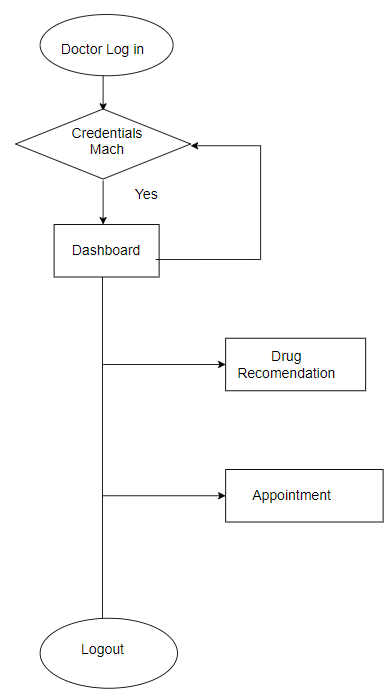 Doctor Log in
Credentials
Mach
Yes
Dashboard
Drug
Recomendation
Appointment
Logout